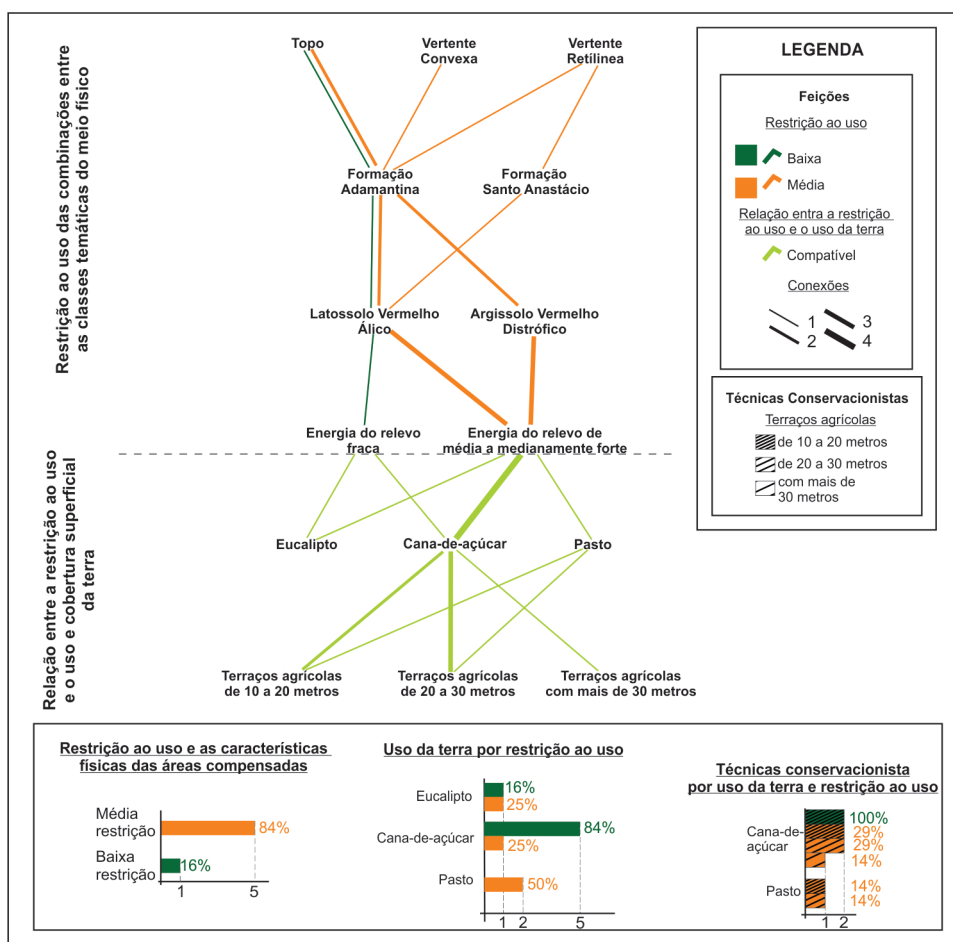 Restrição ao uso das combinações entre
as classes temáticas do meio físico
Topo
Vertente
Convexa
Vertente
Retilinea
Formação
Adamantina
Formação
Santo Anastácio
Latossolo Vermelho
Álico
Argissolo Vermelho
Distrófico
Energia do relevo
fraca
Energia do relevo de
média a medianamente forte
Relação entre a restrição ao uso
e o uso e cobertura superficial
da terra
Eucalipto
Cana-de-açúcar
Pasto
Terraços agrícolas
de 10 a 20 metros
Terraços agrícolas
de 20 a 30 metros
Terraços agrícolas
com mais de 30 metros
LEGENDA
Feições
Restrição ao uso
Baixa
Média
Relação entre a restrição
ao uso e o uso da terra
Compatível
Conexões
1
2
3
4
Técnicas Conservacionistas
Terraços agrícolas
de 10 a 20 metros
de 20 a 30 metros
com mais de
30 metros
Restrição ao uso e as características
físicas das áreas compensadas
Média
restrição
84%
Baixa
restrição
16%
1 5
Uso da terra por restrição ao uso
Eucalipto
16%
25%
Cana-de-açúcar
84%
25%
Pasto
50%
1 2 5
Técnicas conservacionista
por uso da terra e restrição ao uso
Cana-de-
açúcar
100%
29%
29%
14%
Pasto
14%
14%
1 2